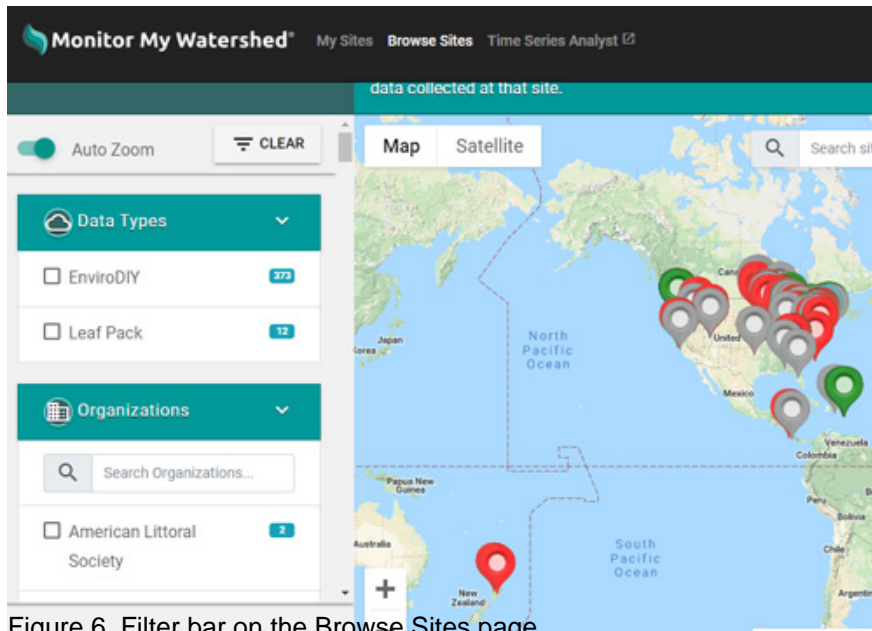 Monitor My Watershed® My Sites Browse Sites Time Series Analyst
data collected at that site.
Auto Zoom CLEAR
Map Satellite
Search
Data Types
EnviroDIY 373
Leaf Pack 12
Organizations
Search Organizations...
American Littoral 2
Society
North
Pacific
Ocean
Japan
United
Mexico
Venezuela
Colombia
Papua New
Guinea
Peru
Bolivia
Australia
South
Pacific
Ocean
Chile
New
Zealand
+
Figure 6. Filter bar on the Browse Sites page